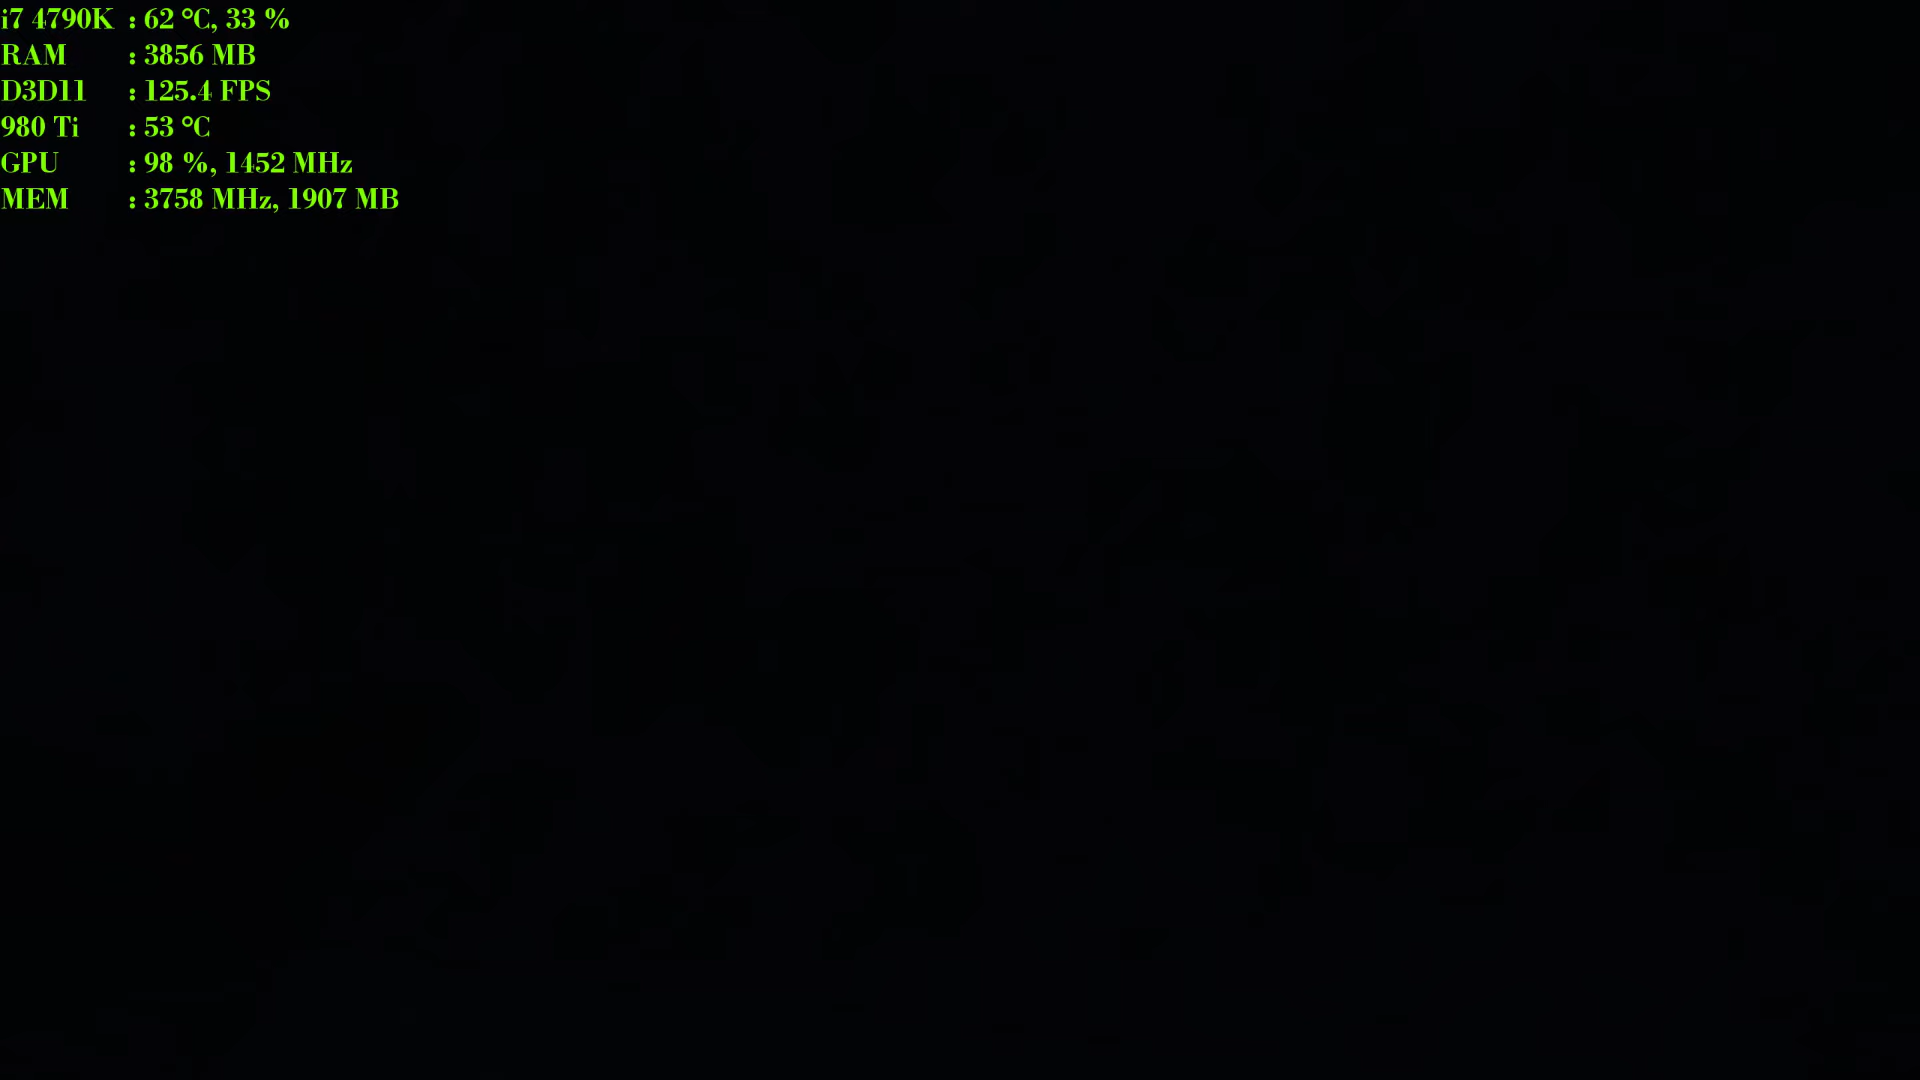 i7 4790K : 62 °C, 33 %
RAM : 3856 MB
D3D11 : 125.4 FPS
980 Ti : 53 °C
GPU : 98 %, 1452 MHz
MEM : 3758 MHz, 1907 MB